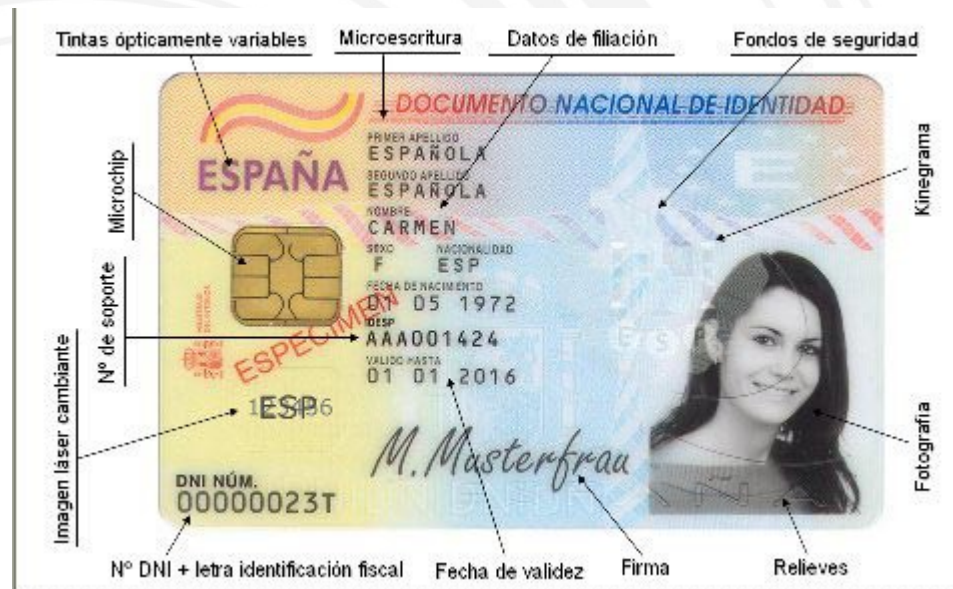 Tintas ópticamente variables
Microescritura
Datos de filiación
Fondos de seguridad
DOCUMENTO NACIONAL DE IDENTIDAD
ESPAÑA
PRIMER APELLIDO
ESPAÑOLA
SEGUNDO APELLIDO
ESPAÑOLA
NOMBRE
CARMEN
SEXO NACIONALIDAD
F ESP
FECHA DE NACIMIENTO
01 05 1972
IDESP
AAA001424
VALIDO HASTA
01 01 2016
ESPECIMEN
ESP
M. Musterfrau
DNI NÚM.
00000023T
Microchip
Nº de soporte
Imagen láser cambiante
Kinegrama
Fotografía
Nº DNI + letra identificación fiscal
Fecha de validez
Firma
Relieves